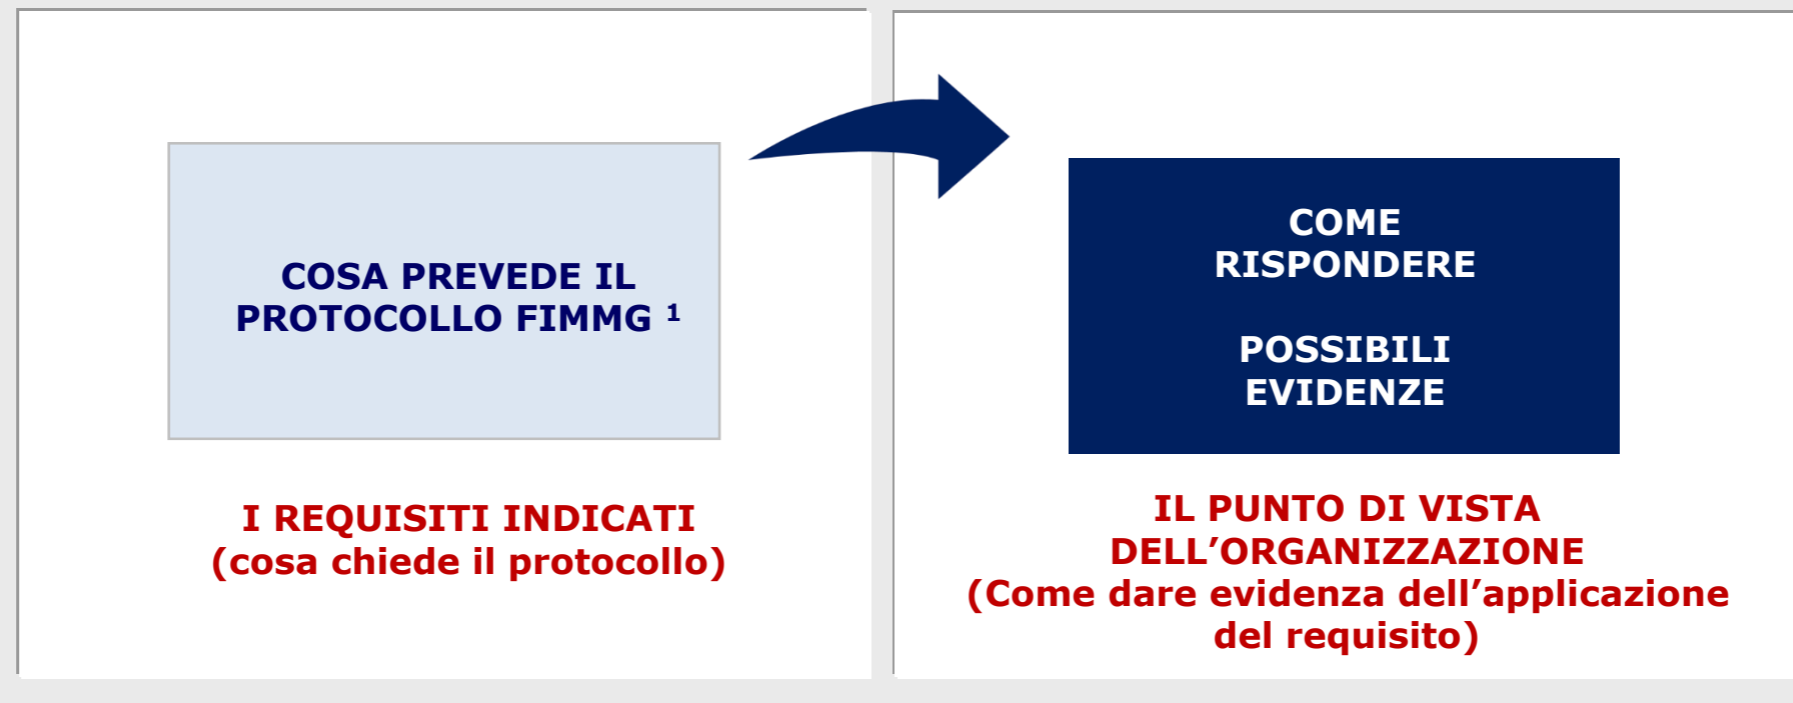 COSA PREVEDE IL
PROTOCOLLO FIMMG ¹
I REQUISITI INDICATI
(cosa chiede il protocollo)
COME
RISPONDERE
POSSIBILI
EVIDENZE
IL PUNTO DI VISTA
DELL’ORGANIZZAZIONE
(Come dare evidenza dell’applicazione
del requisito)